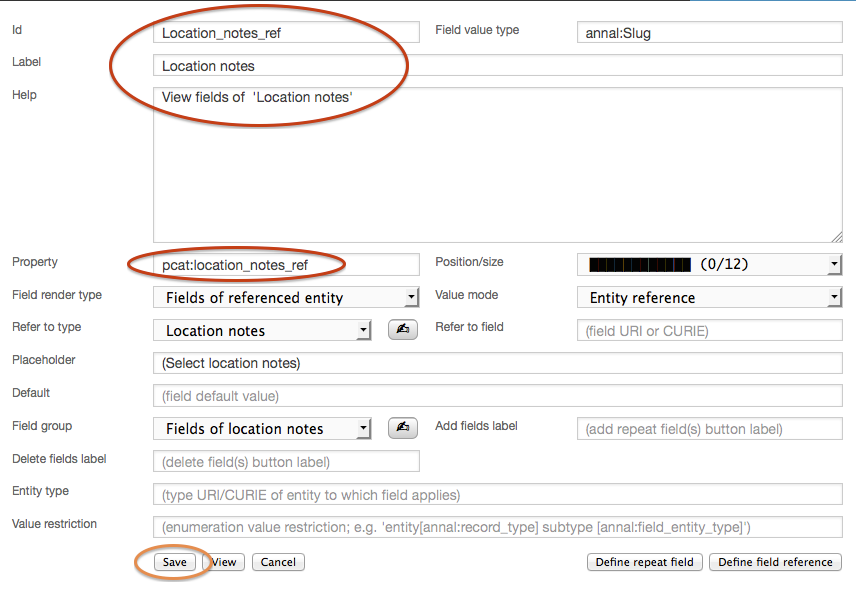 Id Location_notes_ref Field value type annal:Slug
Label Location notes
Help View fields of 'Location notes'
Property pcat:location_notes_ref Position/size (0/12)
Field render type Fields of referenced entity Value mode Entity reference
Refer to type Location notes Refer to field (field URI or CURIE)
Placeholder (Select location notes)
Default (field default value)
Field group Fields of location notes Add fields label (add repeat field(s) button label)
Delete fields label (delete field(s) button label)
Entity type (type URI/CURIE of entity to which field applies)
Value restriction (enumeration value restriction; e.g. 'entity[annal:record_type] subtype [annal:field_entity_type]')
Save View Cancel Define repeat field Define field reference